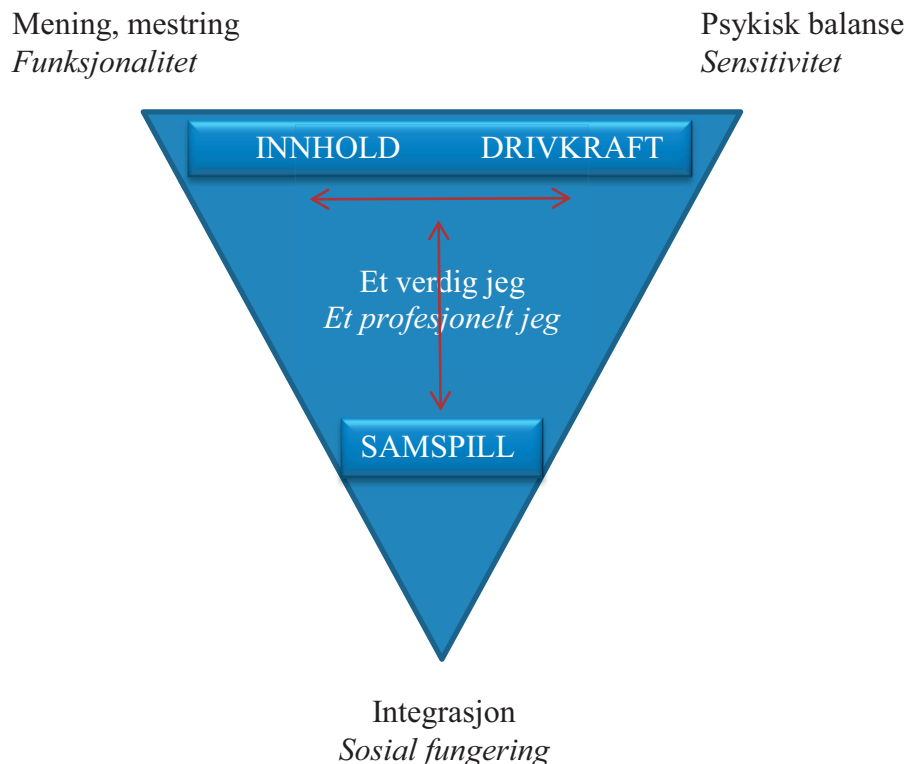 Mening, mestring
Funksjonalitet
Psykisk balanse
Sensitivitet
INNHOLD DRIVKRAFT
Et verdig jeg
Et profesjonelt jeg
SAMSPILL
Integrasjon
Sosial fungering